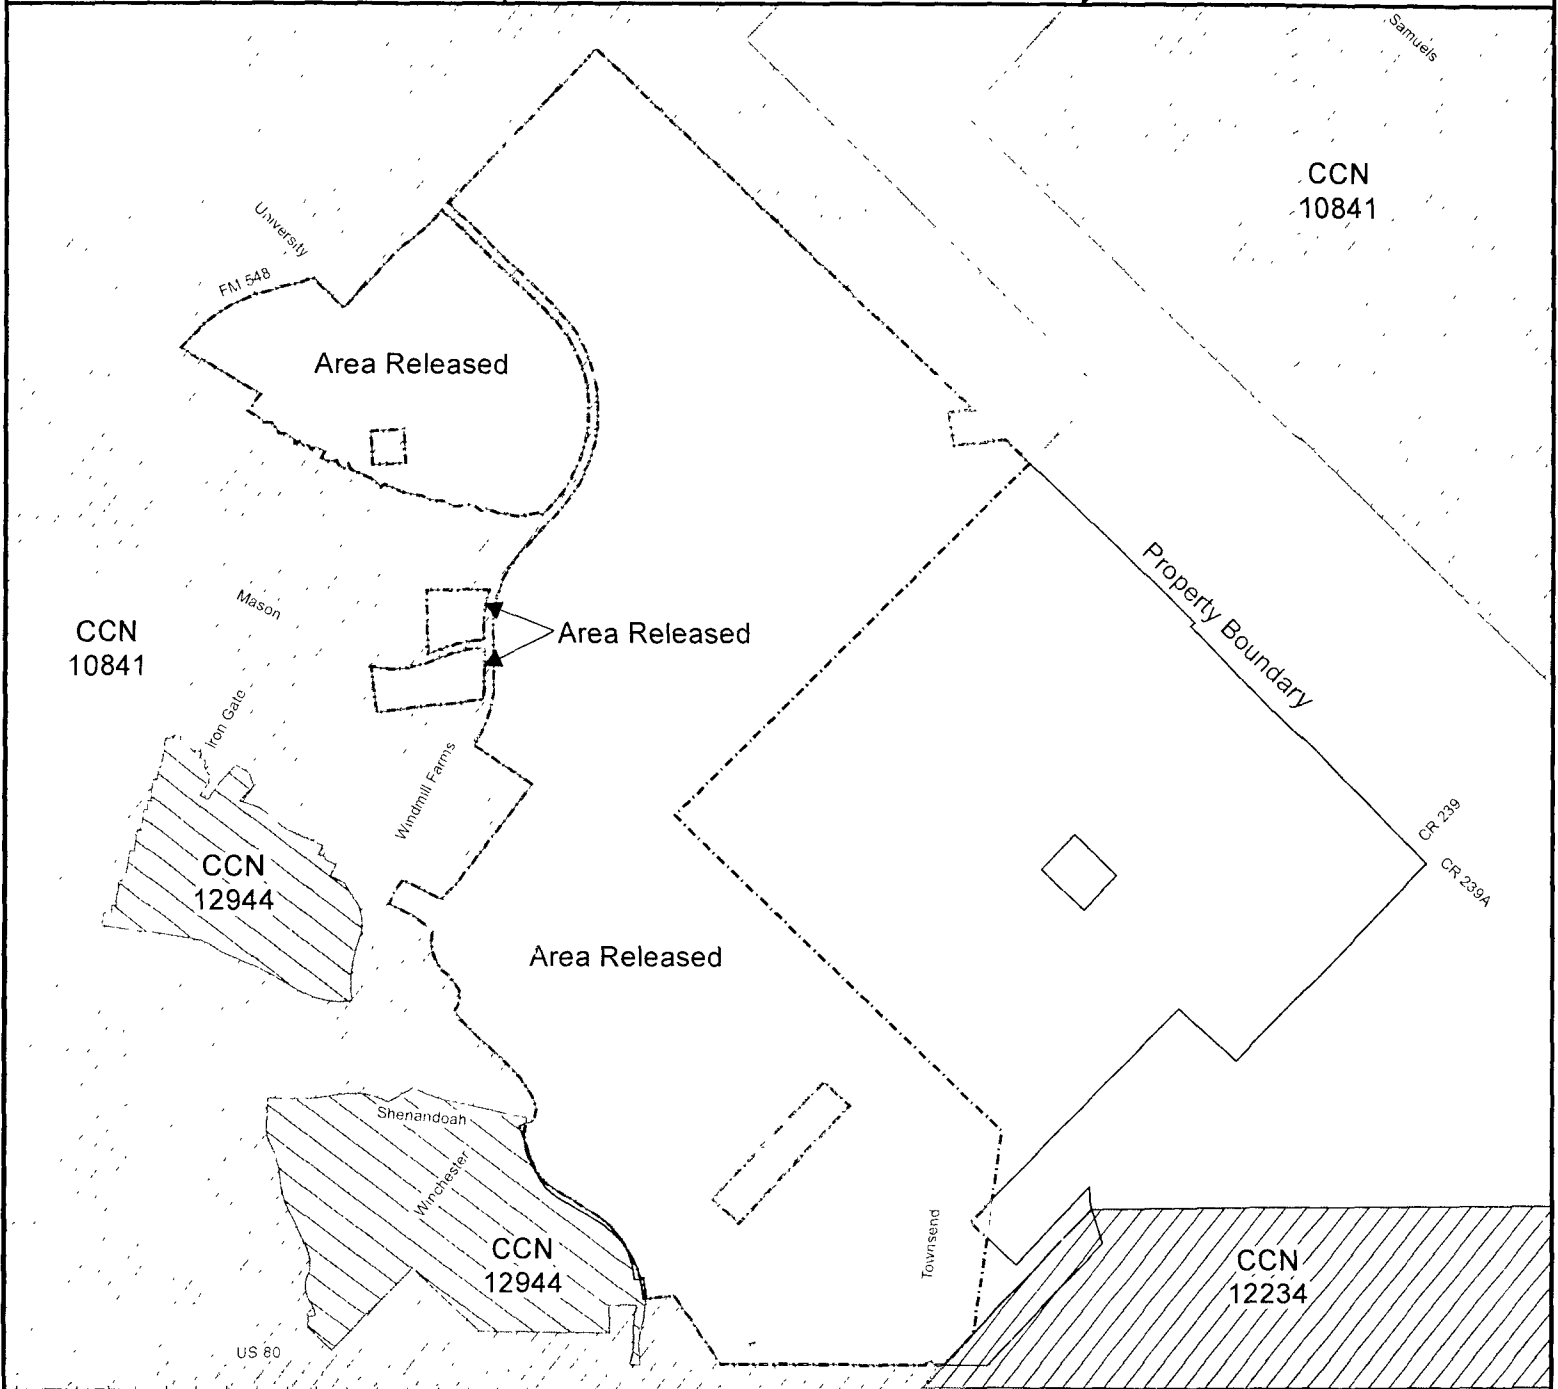 Samuels
CCN
10841
University
FM 548
Area Released
Property Boundary
Mason
Area Released
CCN
10841
Iron Gate
Windmill Farms
CR 239
CR 239A
CCN
12944
Area Released
Shenandoah
Winchester
Townsend
CCN
12944
CCN
12234
US 80